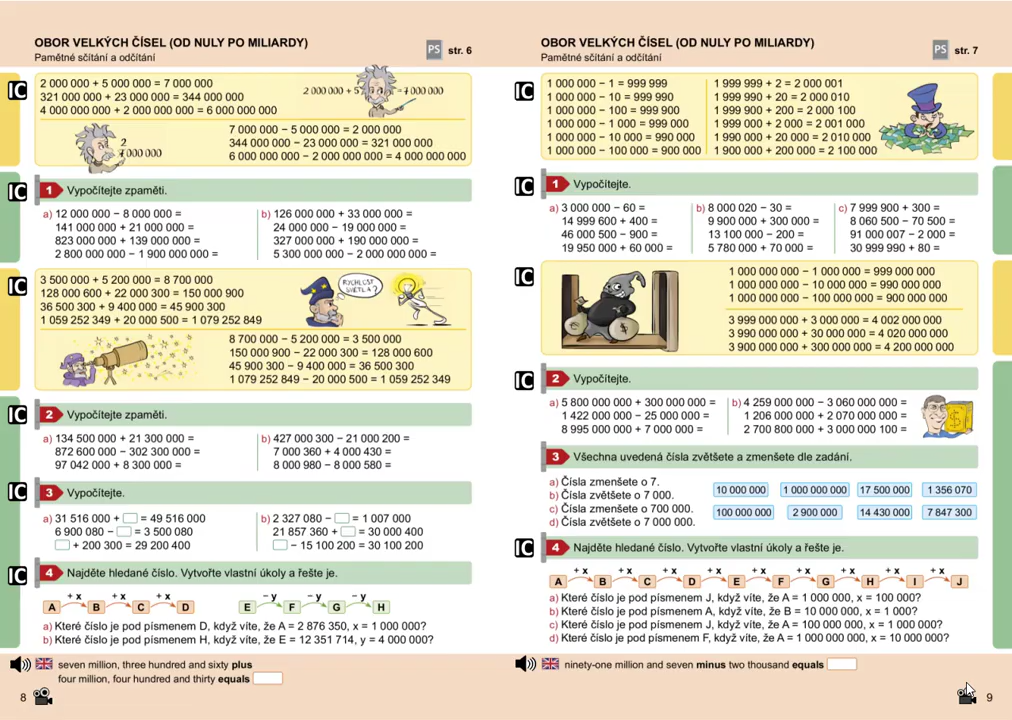 OBOR VELKÝCH ČÍSEL (OD NULY PO MILIARDY)
Pamětné sčítání a odčítání
PS str. 6
IC
2 000 000 + 5 000 000 = 7 000 000
321 000 000 + 23 000 000 = 344 000 000
4 000 000 000 + 2 000 000 000 = 6 000 000 000
7 000 000 − 5 000 000 = 2 000 000
344 000 000 − 23 000 000 = 321 000 000
6 000 000 000 − 2 000 000 000 = 4 000 000 000
IC
1 Vypočítejte zpaměti.
a) 12 000 000 − 8 000 000 =
141 000 000 + 21 000 000 =
823 000 000 + 139 000 000 =
2 800 000 000 − 1 900 000 000 =
b) 126 000 000 + 33 000 000 =
24 000 000 − 19 000 000 =
327 000 000 + 190 000 000 =
5 300 000 000 − 2 000 000 000 =
IC
3 500 000 + 5 200 000 = 8 700 000
128 000 600 + 22 000 300 = 150 000 900
36 500 300 + 9 400 000 = 45 900 300
1 059 252 349 + 20 000 500 = 1 079 252 849
RYCHLOST
SVĚTLA?
8 700 000 − 5 200 000 = 3 500 000
150 000 900 − 22 000 300 = 128 000 600
45 900 300 − 9 400 000 = 36 500 300
1 079 252 849 − 20 000 500 = 1 059 252 349
IC
2 Vypočítejte zpaměti.
a) 134 500 000 + 21 300 000 =
872 600 000 − 302 300 000 =
97 042 000 + 8 300 000 =
b) 427 000 300 − 21 000 200 =
7 000 360 + 4 000 430 =
8 000 980 − 8 000 580 =
IC
3 Vypočítejte.
a) 31 516 000 + = 49 516 000
6 900 080 − = 3 500 080
+ 200 300 = 29 200 400
b) 2 327 080 − = 1 007 000
21 857 360 + = 30 000 400
− 15 100 200 = 30 100 200
IC
4 Najděte hledané číslo. Vytvořte vlastní úkoly a řešte je.
+ x + x + x
A B C D
− y − y − y
E F G H
a) Které číslo je pod písmenem D, když víte, že A = 2 876 350, x = 1 000 000?
b) Které číslo je pod písmenem H, když víte, že E = 12 351 714, y = 4 000 000?
seven million, three hundred and sixty plus
four million, four hundred and thirty equals
8
OBOR VELKÝCH ČÍSEL (OD NULY PO MILIARDY)
Pamětné sčítání a odčítání
PS str. 7
IC
1 000 000 − 1 = 999 999
1 000 000 − 10 = 999 990
1 000 000 − 100 = 999 900
1 000 000 − 1 000 = 999 000
1 000 000 − 10 000 = 990 000
1 000 000 − 100 000 = 900 000
1 999 999 + 2 = 2 000 001
1 999 990 + 20 = 2 000 010
1 999 900 + 200 = 2 000 100
1 999 000 + 2 000 = 2 001 000
1 990 000 + 20 000 = 2 010 000
1 900 000 + 200 000 = 2 100 000
IC
1 Vypočítejte.
a) 3 000 000 − 60 =
14 999 600 + 400 =
46 000 500 − 900 =
19 950 000 + 60 000 =
b) 8 000 020 − 30 =
9 900 000 + 300 000 =
13 100 000 − 200 =
5 780 000 + 70 000 =
c) 7 999 900 + 300 =
8 060 500 − 70 500 =
91 000 007 − 2 000 =
30 999 990 + 80 =
IC
1 000 000 000 − 1 000 000 = 999 000 000
1 000 000 000 − 10 000 000 = 990 000 000
1 000 000 000 − 100 000 000 = 900 000 000
3 999 000 000 + 3 000 000 = 4 002 000 000
3 990 000 000 + 30 000 000 = 4 020 000 000
3 900 000 000 + 300 000 000 = 4 200 000 000
IC
2 Vypočítejte.
a) 5 800 000 000 + 300 000 000 =
1 422 000 000 − 25 000 000 =
8 995 000 000 + 7 000 000 =
b) 4 259 000 000 − 3 060 000 000 =
1 206 000 000 + 2 070 000 000 =
2 700 800 000 + 3 000 000 100 =
3 Všechna uvedená čísla zvětšete a zmenšete dle zadání.
a) Čísla zmenšete o 7.
b) Čísla zvětšete o 7 000.
c) Čísla zmenšete o 700 000.
d) Čísla zvětšete o 7 000 000.
10 000 000 1 000 000 000 17 500 000 1 356 070
100 000 000 2 900 000 14 430 000 7 847 300
IC
4 Najděte hledané číslo. Vytvořte vlastní úkoly a řešte je.
+ x + x + x + x + x + x + x + x + x
A B C D E F G H I J
a) Které číslo je pod písmenem J, když víte, že A = 1 000 000, x = 100 000?
b) Které číslo je pod písmenem A, když víte, že B = 10 000 000, x = 1 000?
c) Které číslo je pod písmenem J, když víte, že A = 100 000 000, x = 1 000 000?
d) Které číslo je pod písmenem F, když víte, že A = 1 000 000 000, x = 10 000 000?
ninety-one million and seven minus two thousand equals
9